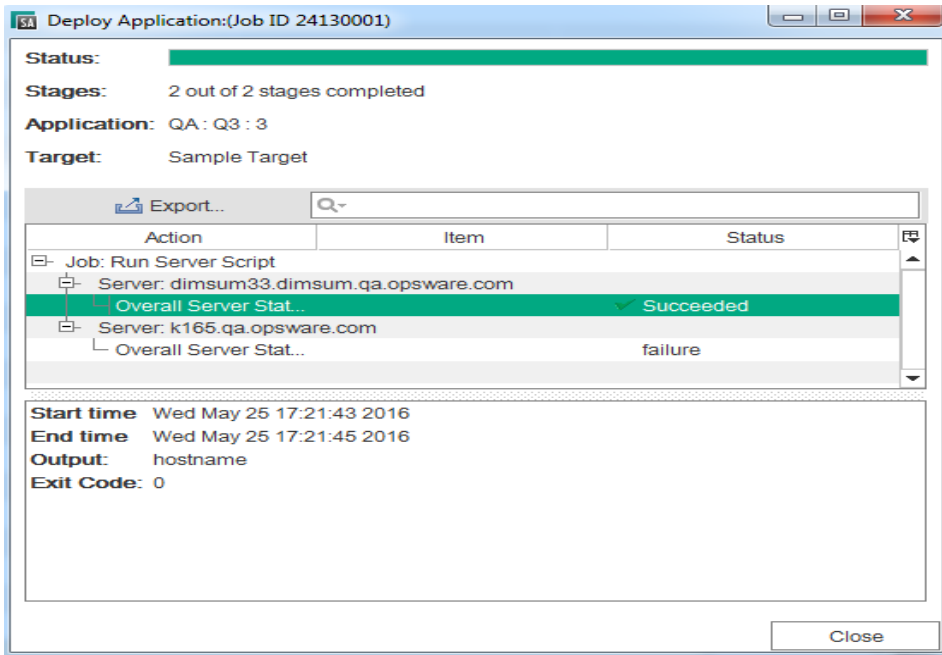 SA Deploy Application:(Job ID 24130001)
Status:
Stages: 2 out of 2 stages completed
Application: QA : Q3 : 3
Target: Sample Target
Export...
Action Item Status
Job: Run Server Script
Server: dimsum33.dimsum.qa.opsware.com
Overall Server Stat... Succeeded
Server: k165.qa.opsware.com
Overall Server Stat... failure
Start time Wed May 25 17:21:43 2016
End time Wed May 25 17:21:45 2016
Output: hostname
Exit Code: 0
Close